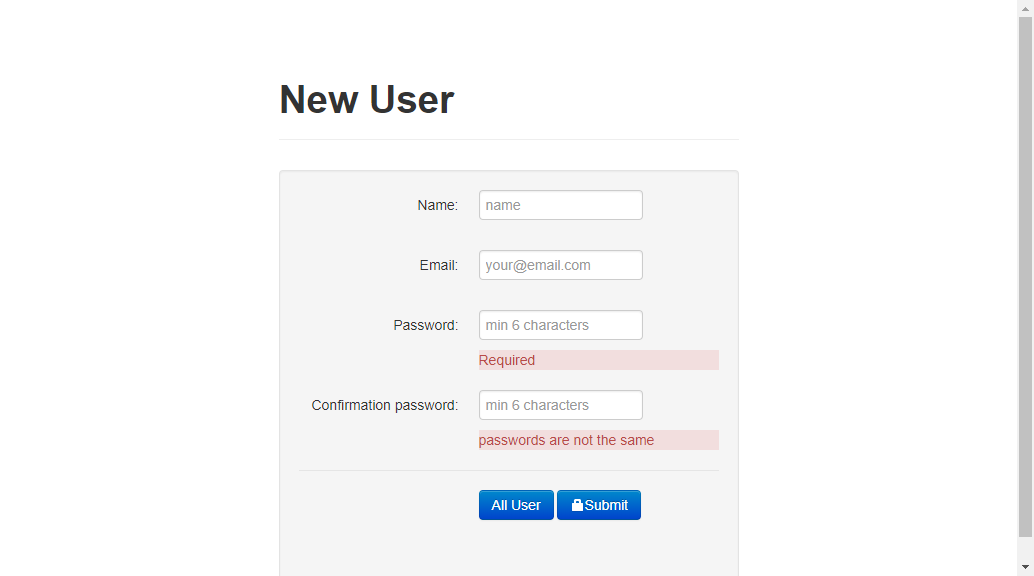 New User
Name:
name
Email:
your@email.com
Password:
min 6 characters
Required
Confirmation password:
min 6 characters
passwords are not the same
All User
Submit